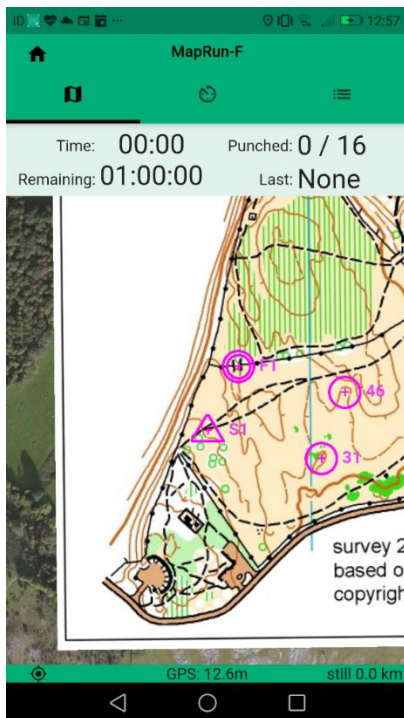 iD ... 12:57
MapRun-F
Time: 00:00 Punched: 0 / 16
Remaining: 01:00:00 Last: None
F1
46
S1
31
survey 2
based o
copyrigh
GPS: 12.6m still 0.0 km